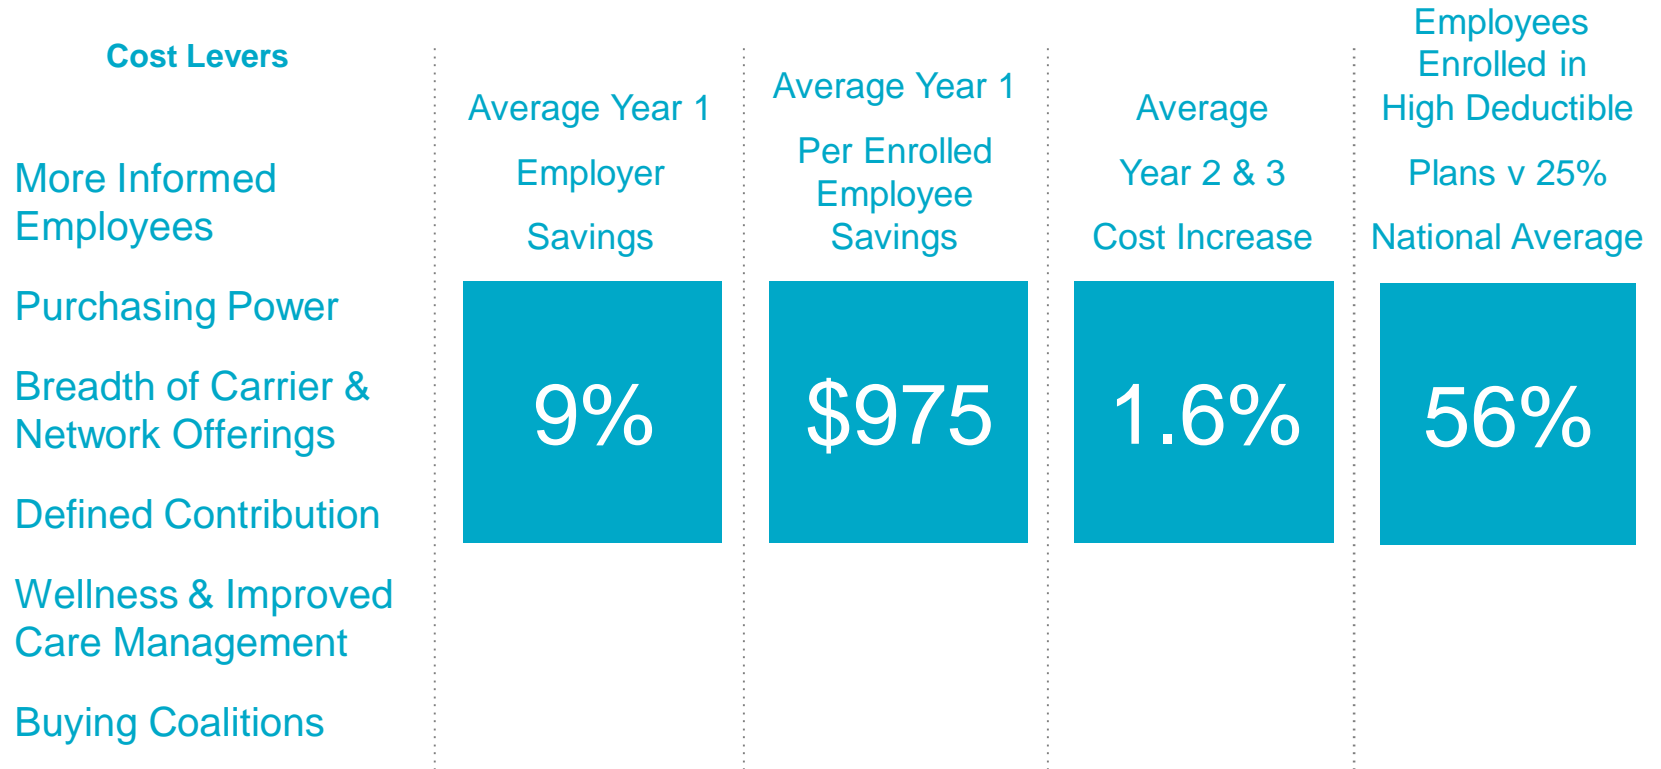 Cost Levers
More Informed
Employees
Purchasing Power
Breadth of Carrier &
Network Offerings
Defined Contribution
Wellness & Improved
Care Management
Buying Coalitions
Average Year 1
Employer
Savings
9%
Average Year 1
Per Enrolled
Employee
Savings
$975
Average
Year 2 & 3
Cost Increase
1.6%
Employees
Enrolled in
High Deductible
Plans v 25%
National Average
56%